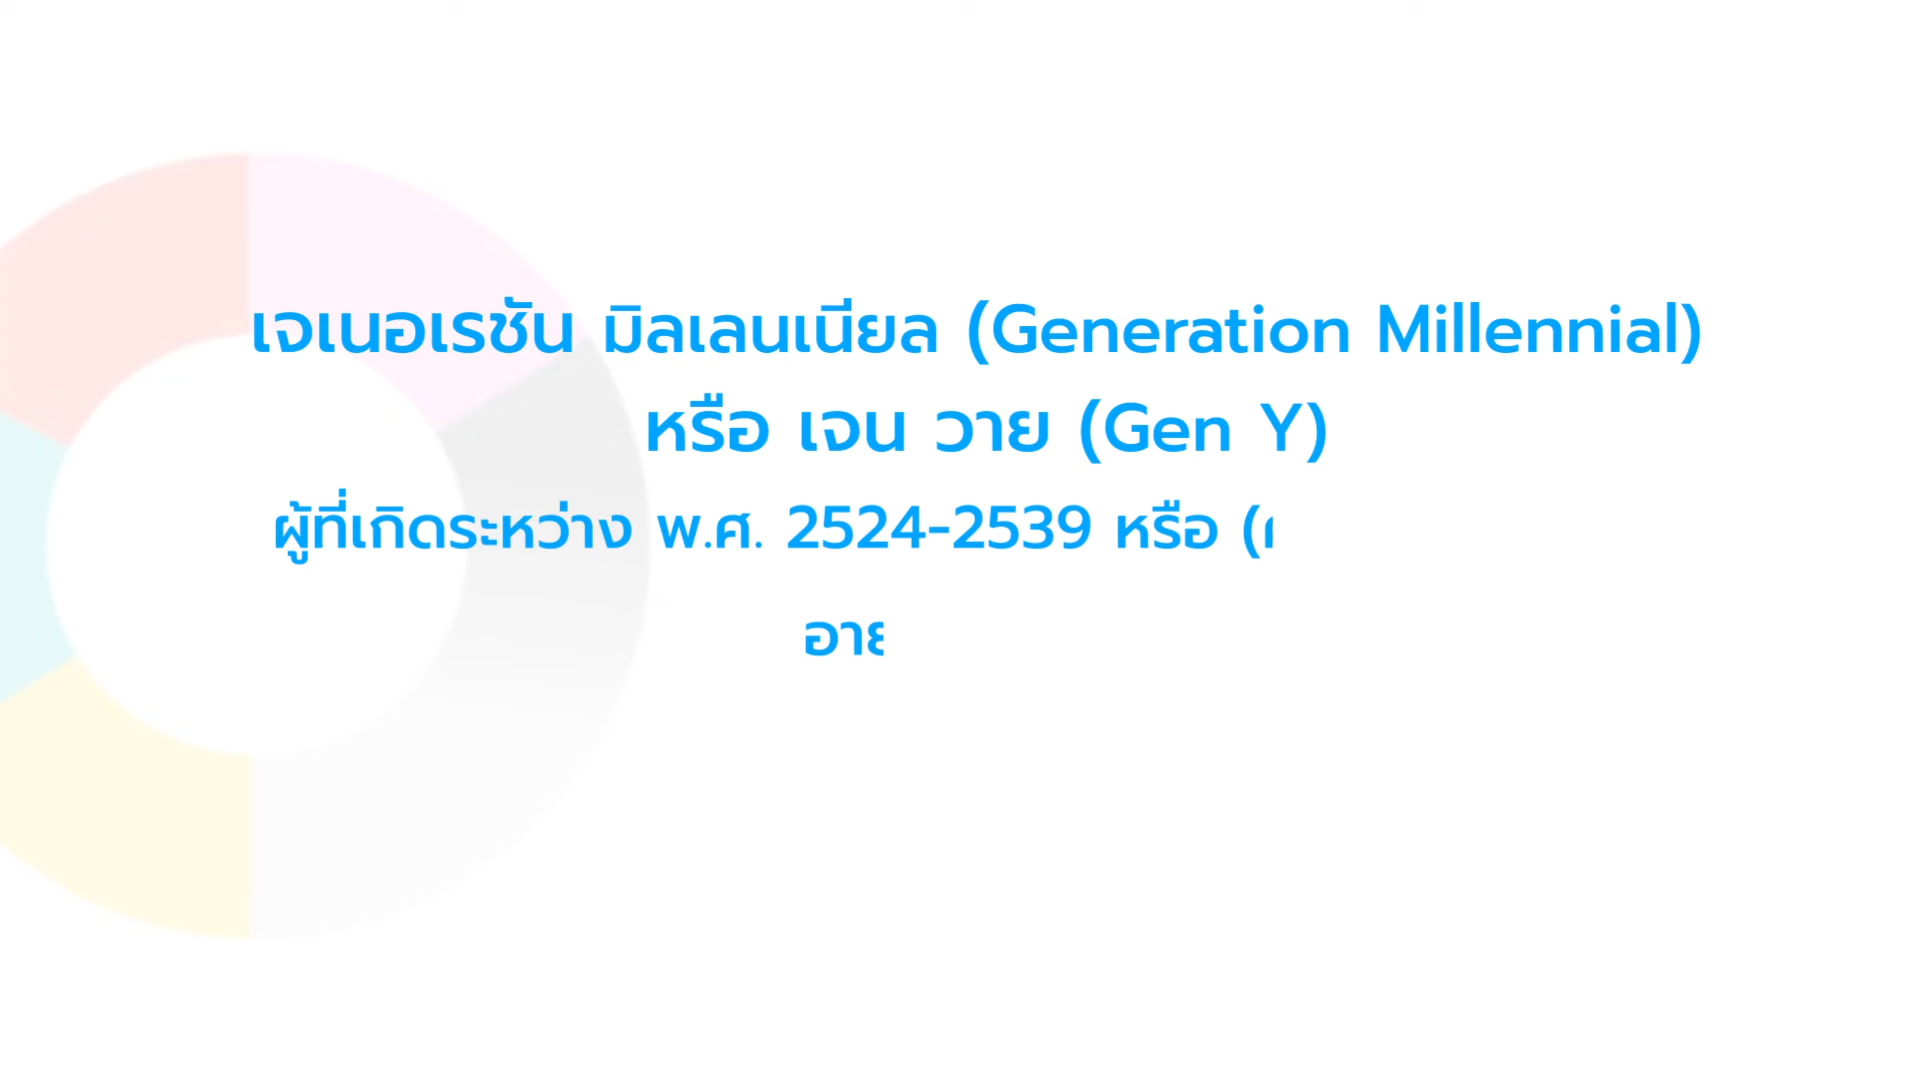 เจเนอเรชัน มิลเลนเนียล (Generation Millennial)
หรือ เจน วาย (Gen Y)
ผู้ที่เกิดระหว่าง พ.ศ. 2524-2539 หรือ (